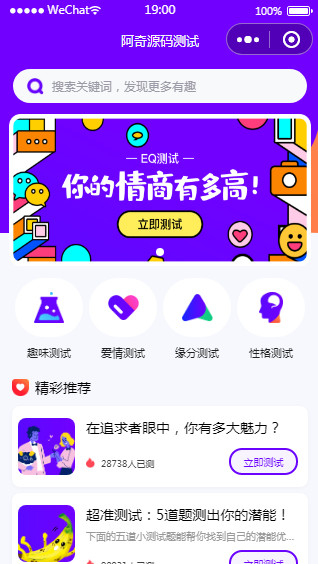 WeChat
19:00
100%
阿奇源码测试
搜索关键词，发现更多有趣
— EQ测试 —
你的情商有多高！
立即测试
趣味测试
爱情测试
缘分测试
性格测试
精彩推荐
在追求者眼中，你有多大魅力？
28738人已测
立即测试
超准测试：5道题测出你的潜能！
下面的五道小测试题能帮你找到自己的潜能优...
立即测试